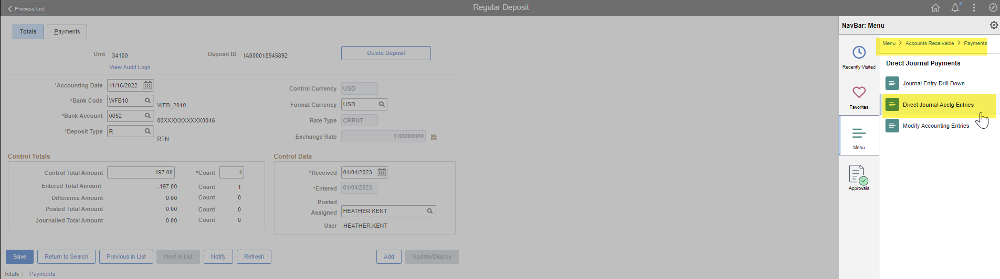 Process List
Regular Deposit
NavBar: Menu
Totals
Payments
Menu > Accounts Receivable > Payments
Unit 34100 Deposit ID IA000018945892 Delete Deposit
View Audit Logs
Recently Visited
Direct Journal Payments
*Accounting Date 11/16/2022
Control Currency USD
Journal Entry Drill Down
*Bank Code WFB10 WFB_2010
Format Currency USD
Favorites
Direct Journal Acctg Entries
*Bank Account 0052 00XXXXXXXXXX0046
Rate Type CRRNT
Modify Accounting Entries
*Deposit Type R RTN
Exchange Rate 1.00000000
Menu
Control Totals
Control Data
Control Total Amount -197.00 *Count 1
*Received 01/04/2023
Entered Total Amount -197.00 Count 1
*Entered 01/04/2023
Approvals
Difference Amount 0.00 Count 0
Posted
Posted Total Amount 0.00 Count 0
Assigned HEATHER.KENT
Journalled Total Amount 0.00 Count 0
User HEATHER.KENT
Save Return to Search Previous in List Next in List Notify Refresh Add Update/Display
Totals | Payments